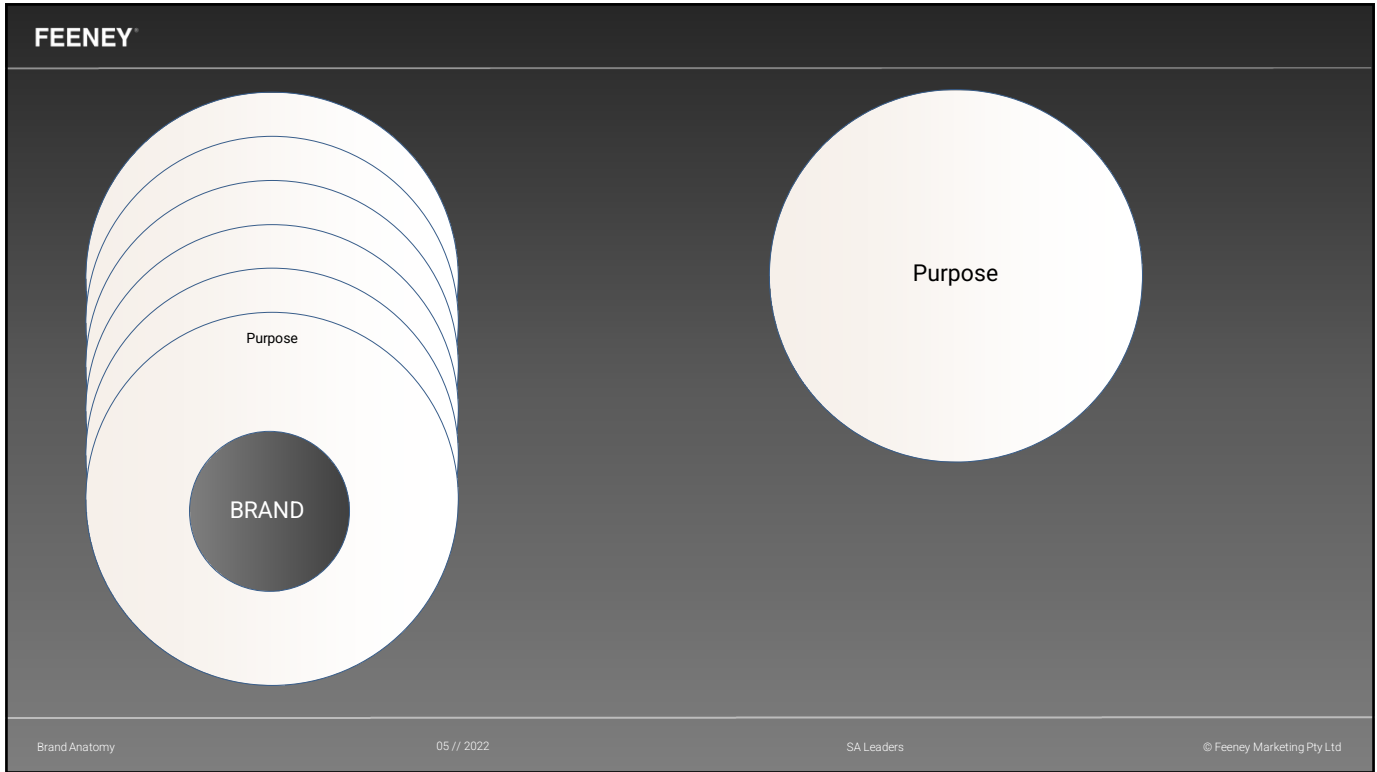 FEENEY®
Purpose
BRAND
Purpose
Brand Anatomy
05 // 2022
SA Leaders
© Feeney Marketing Pty Ltd